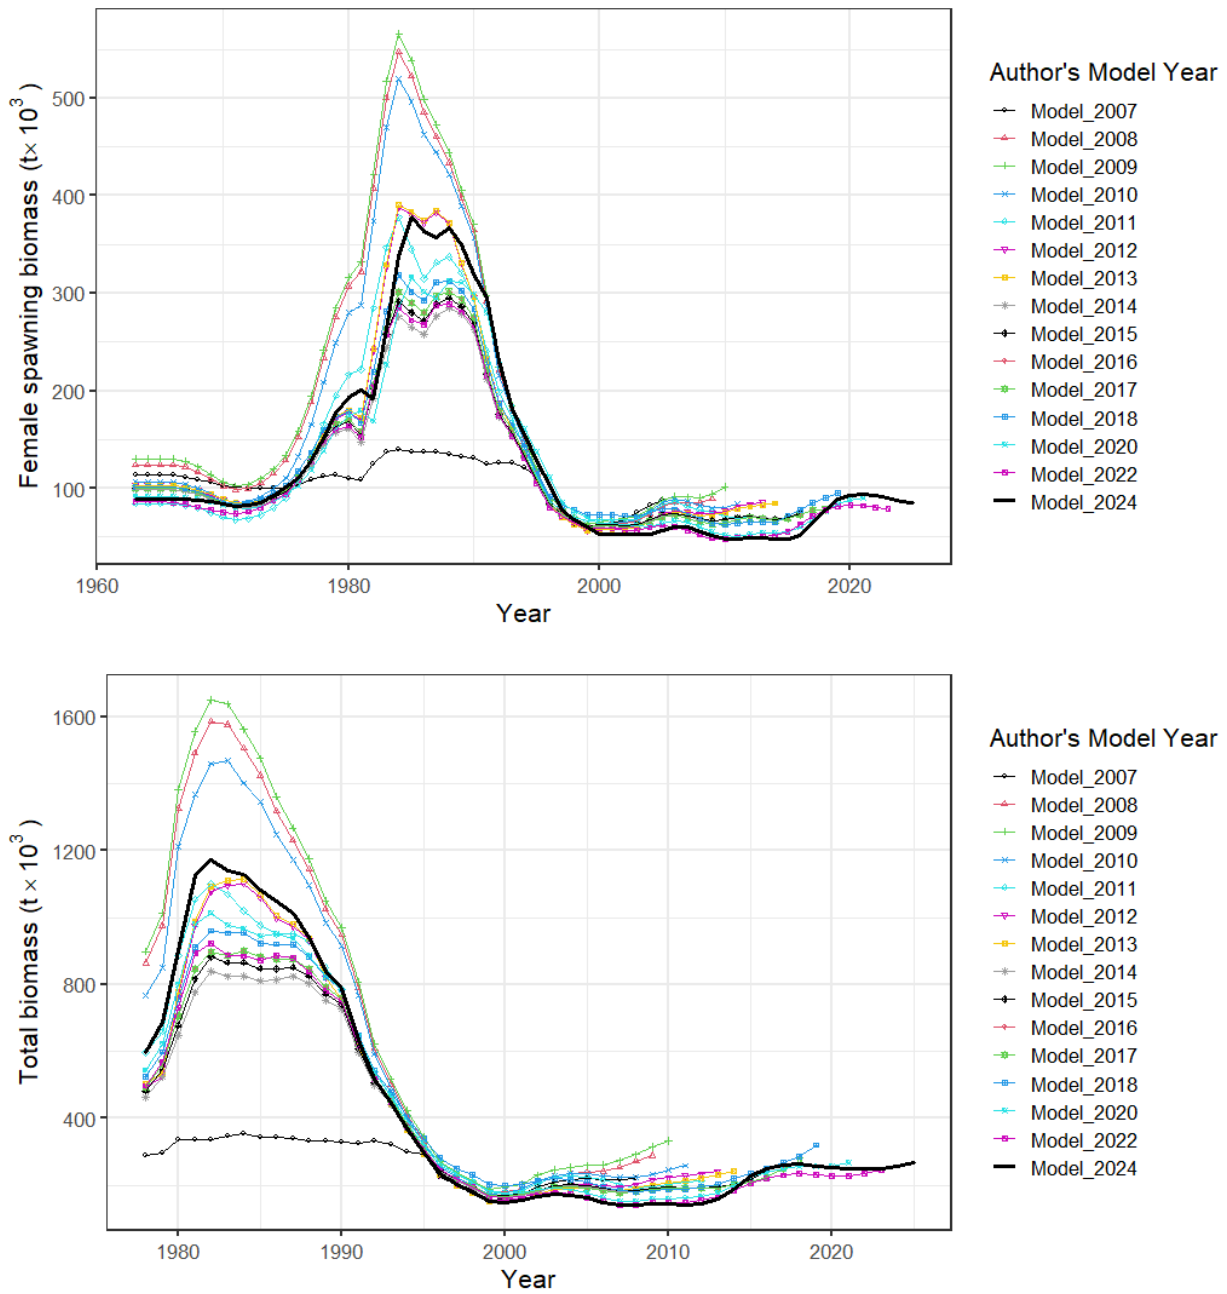 Female spawning biomass (t× 10³ )
500
400
300
200
100
1960
1980
2000
2020
Year
Author's Model Year
Model_2007
Model_2008
Model_2009
Model_2010
Model_2011
Model_2012
Model_2013
Model_2014
Model_2015
Model_2016
Model_2017
Model_2018
Model_2020
Model_2022
Model_2024
Total biomass (t × 10³ )
1600
1200
800
400
1980
1990
2000
2010
2020
Year
Author's Model Year
Model_2007
Model_2008
Model_2009
Model_2010
Model_2011
Model_2012
Model_2013
Model_2014
Model_2015
Model_2016
Model_2017
Model_2018
Model_2020
Model_2022
Model_2024